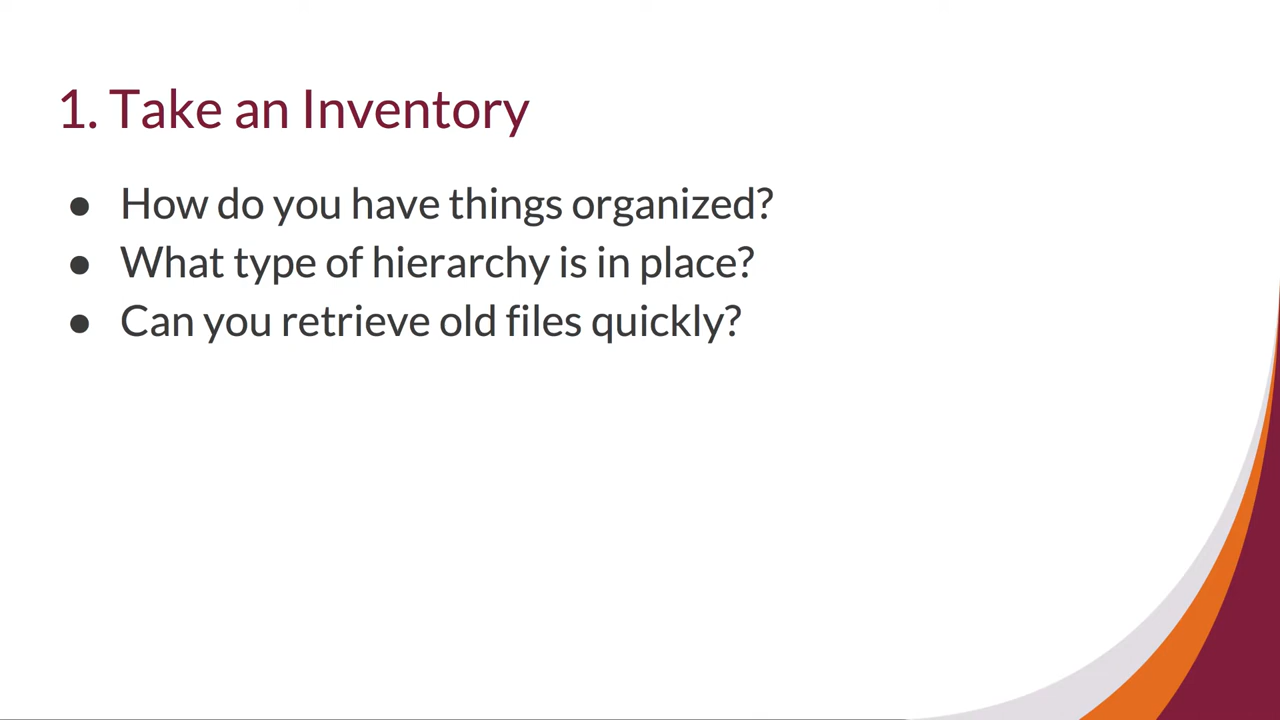 1. Take an Inventory
● How do you have things organized?
● What type of hierarchy is in place?
● Can you retrieve old files quickly?